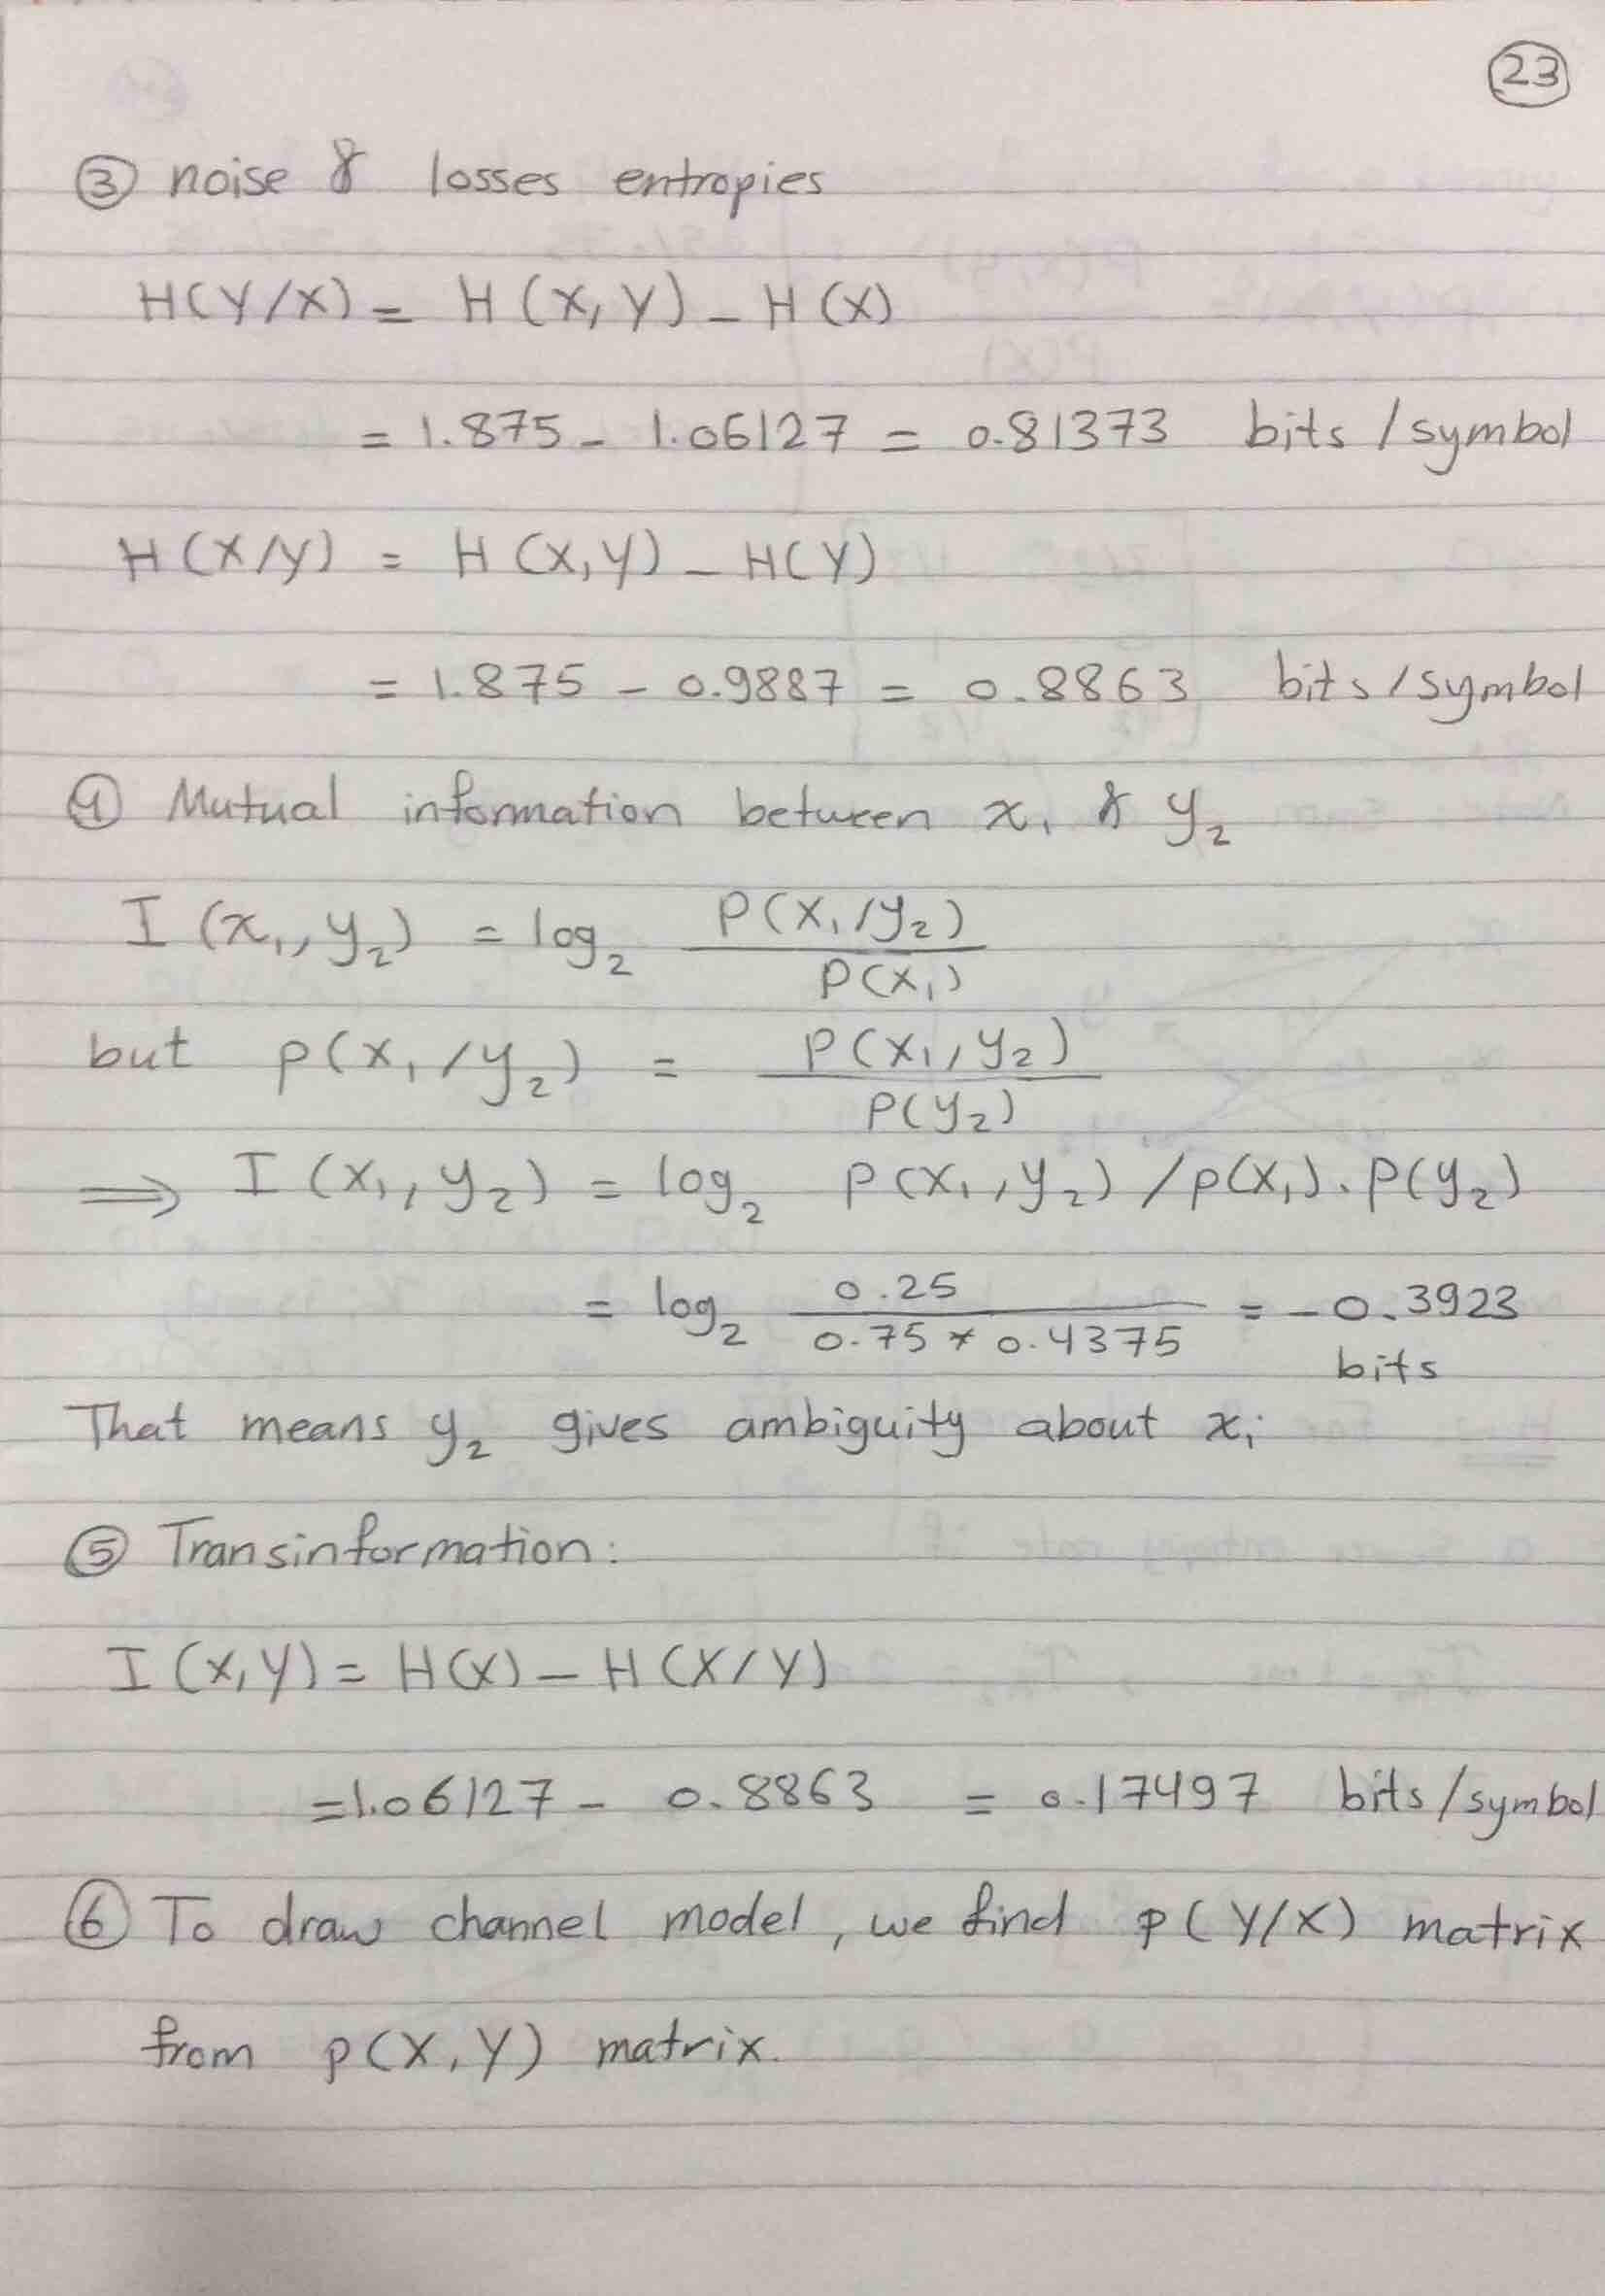 23
③ noise & losses entropies
H(Y/X) = H(X,Y) - H(X)
= 1.875 - 1.06127 = 0.81373 bits/symbol
H(X/Y) = H(X,Y) - H(Y)
= 1.875 - 0.9887 = 0.8863 bits/symbol
④ Mutual information between x₁ & y₂
I(x₁,y₂) = log₂ P(x₁/y₂)
P(x₁)
but p(x₁/y₂) = P(x₁,y₂)
P(y₂)
⟹ I(x₁,y₂) = log₂ P(x₁,y₂)/p(x₁).P(y₂)
= log₂ 0.25 = -0.3923
0.75 * 0.4375 bits
That means y₂ gives ambiguity about x₁
⑤ Transinformation:
I(X,Y) = H(X) - H(X/Y)
= 1.06127 - 0.8863 = 0.17497 bits/symbol
⑥ To draw channel model, we find p(Y/X) matrix
from p(X,Y) matrix.